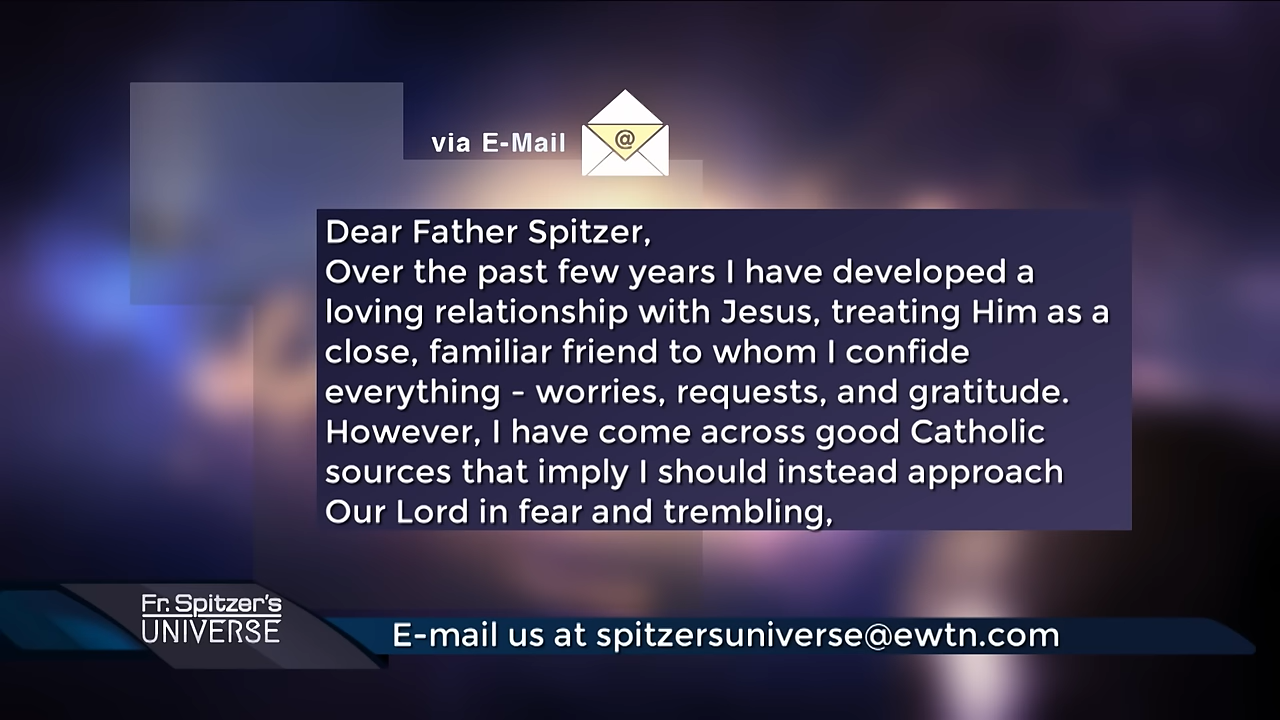 via E-Mail
@
Dear Father Spitzer,
Over the past few years I have developed a
loving relationship with Jesus, treating Him as a
close, familiar friend to whom I confide
everything - worries, requests, and gratitude.
However, I have come across good Catholic
sources that imply I should instead approach
Our Lord in fear and trembling,
Fr. Spitzer's
UNIVERSE
E-mail us at spitzersuniverse@ewtn.com